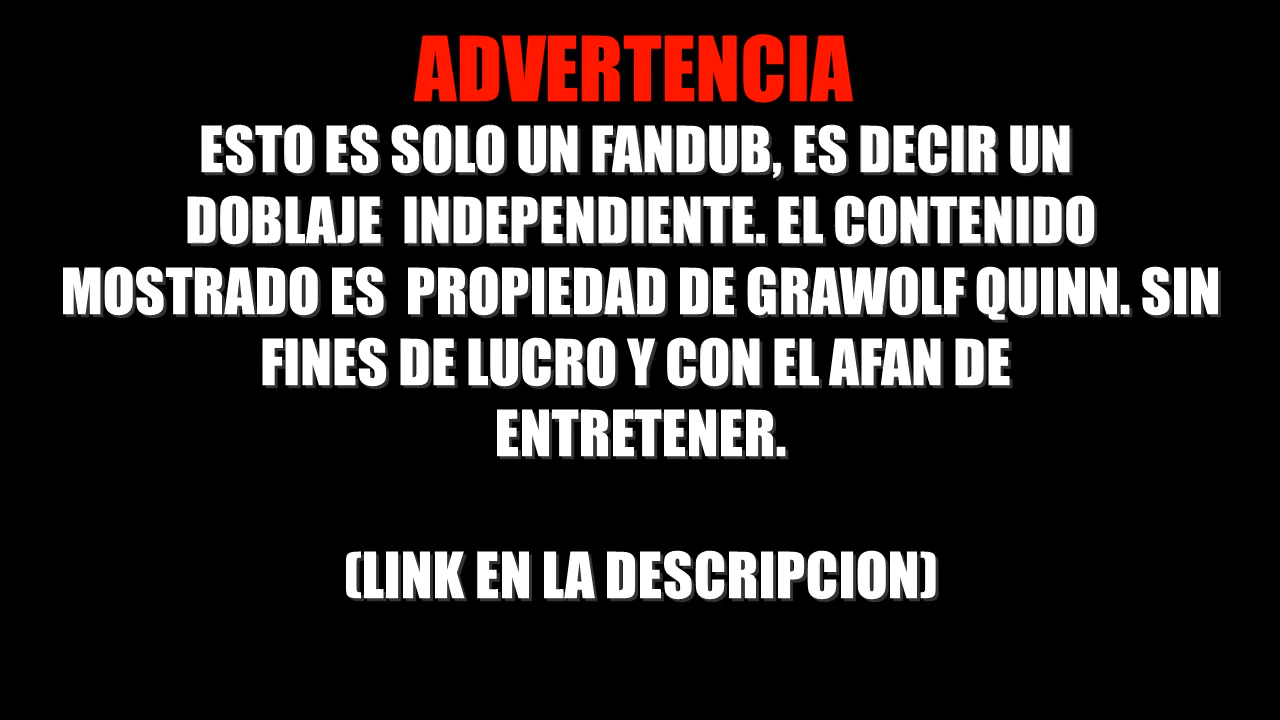 ADVERTENCIA
ESTO ES SOLO UN FANDUB, ES DECIR UN
DOBLAJE  INDEPENDIENTE. EL CONTENIDO
MOSTRADO ES  PROPIEDAD DE GRAWOLF QUINN. SIN
FINES DE LUCRO Y CON EL AFAN DE
ENTRETENER.
(LINK EN LA DESCRIPCION)